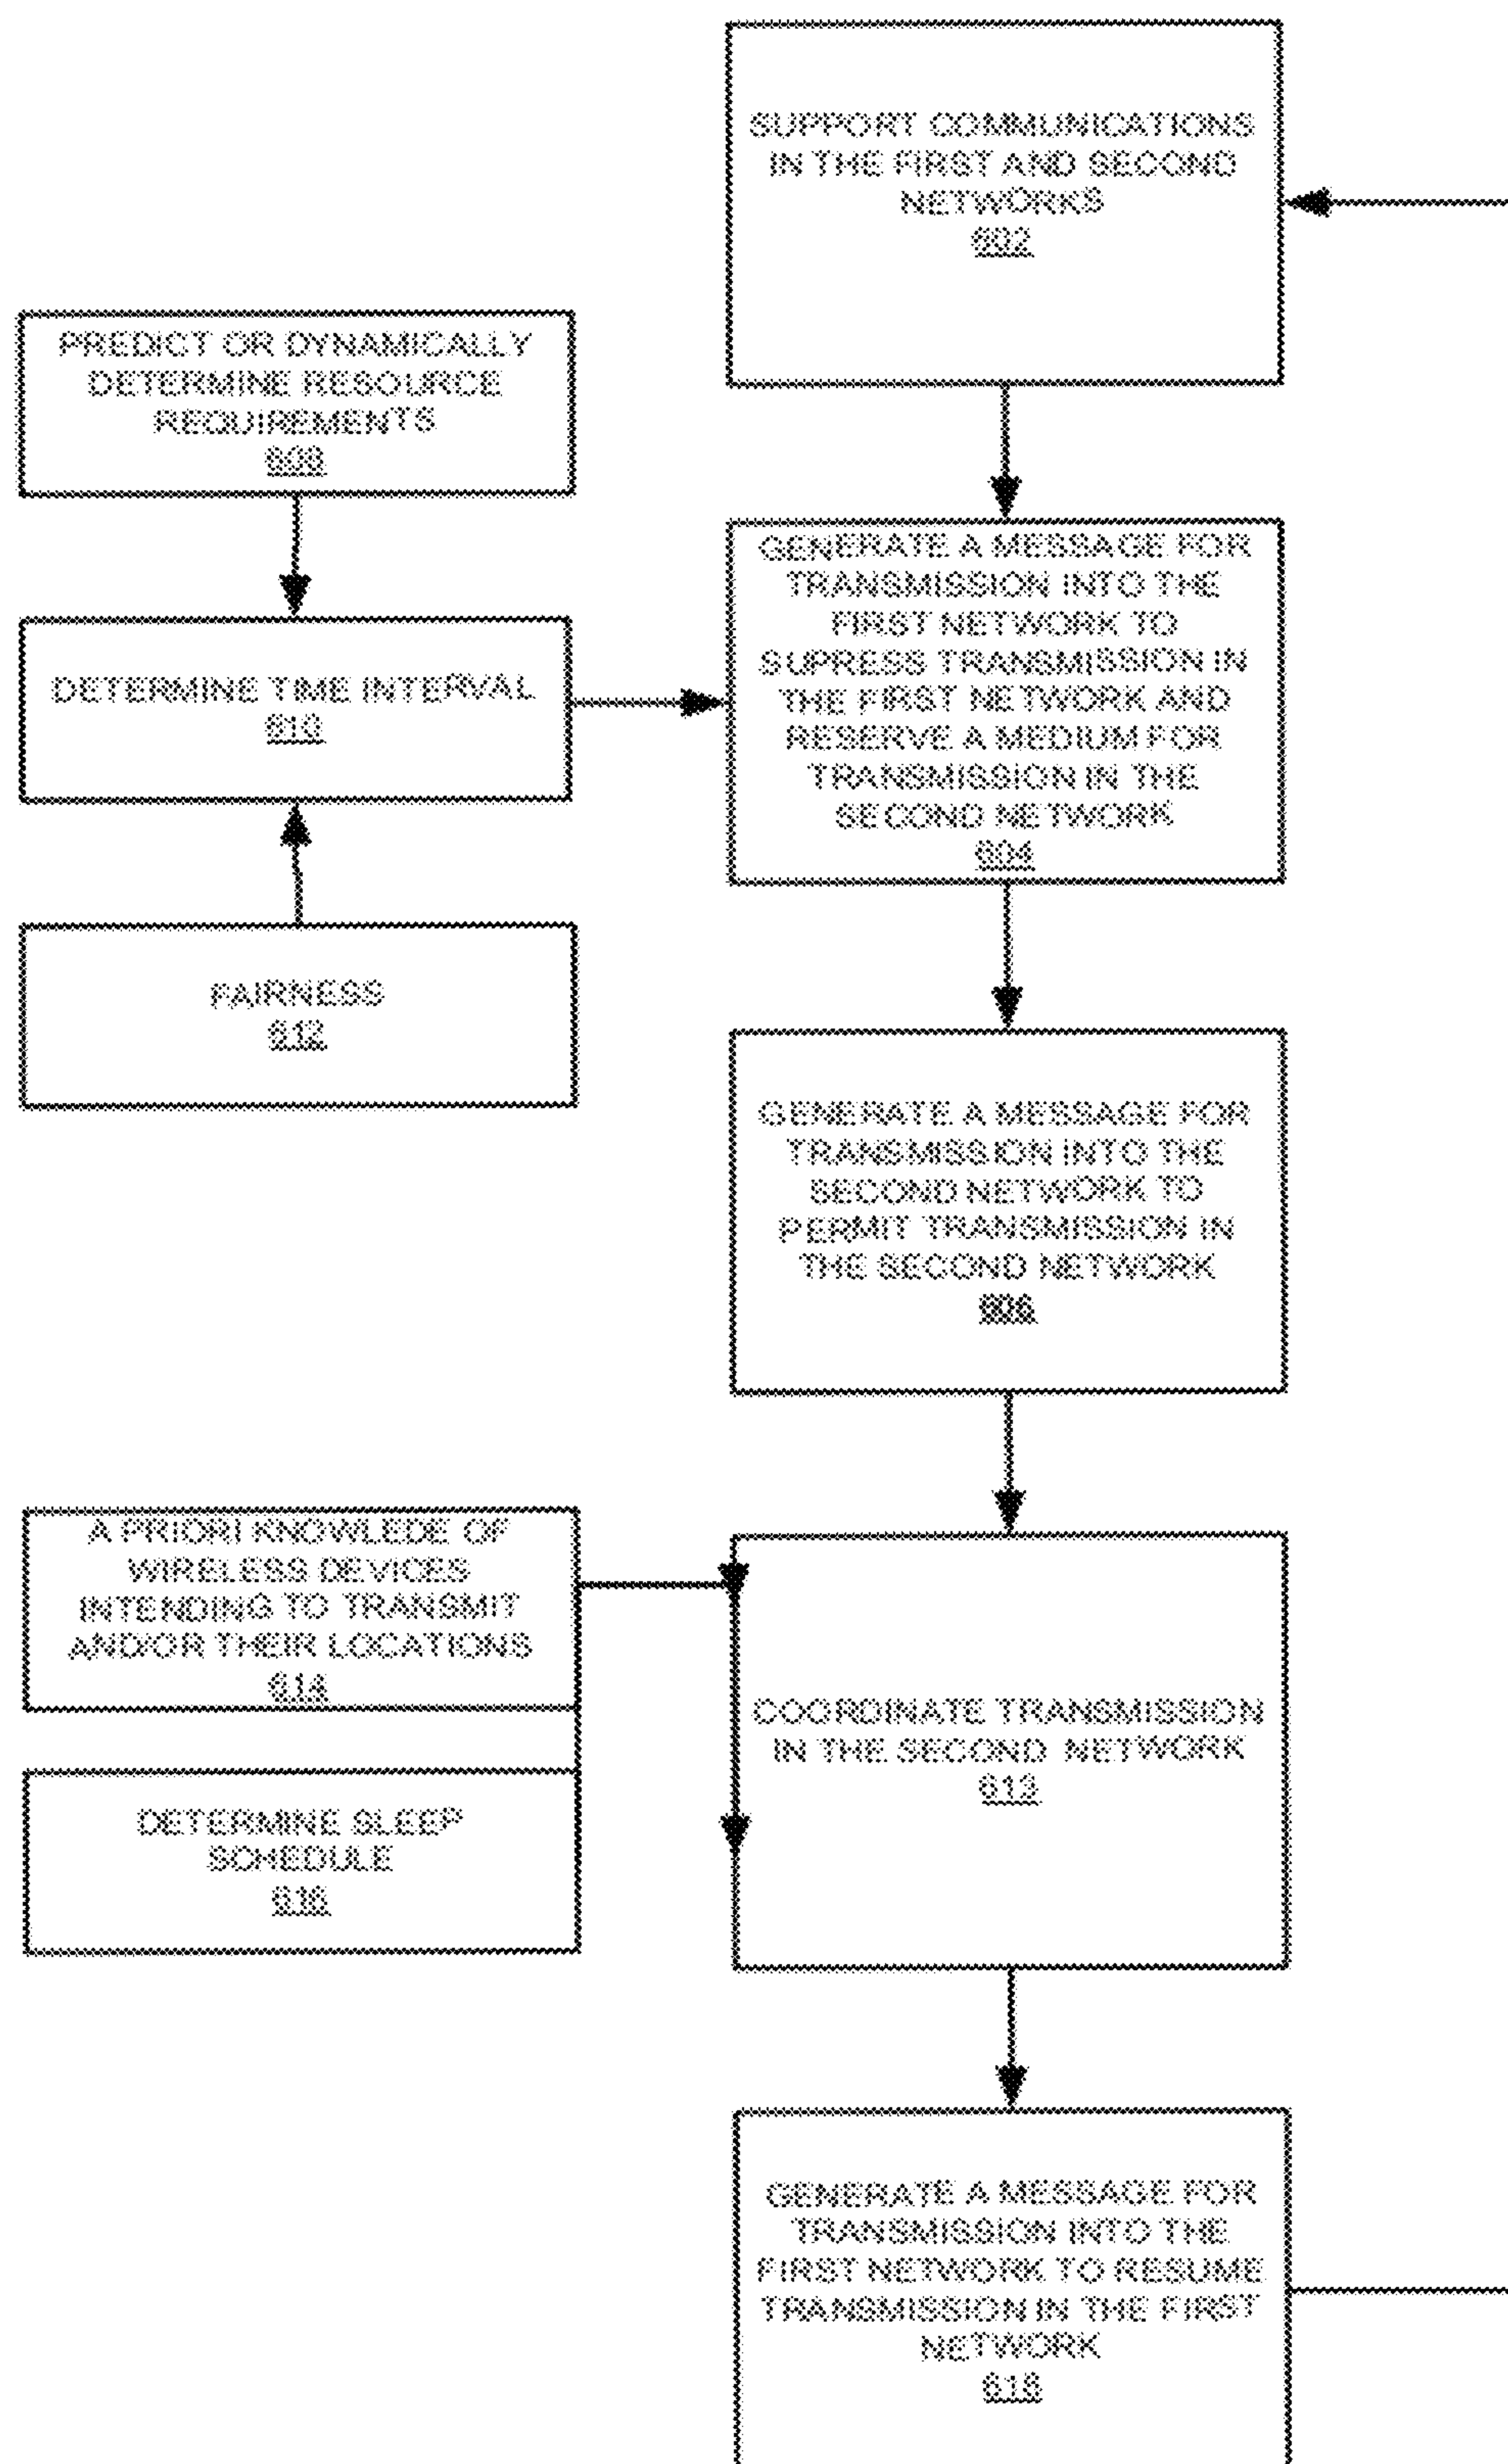 SUPPORT COMMUNICATIONS
IN THE FIRST AND SECOND
NETWORKS
602
PREDICT OR DYNAMICALLY
DETERMINE RESOURCE
REQUIREMENTS
608
DETERMINE TIME INTERVAL
610
FAIRNESS
612
GENERATE A MESSAGE FOR
TRANSMISSION INTO THE
FIRST NETWORK TO
SUPRESS TRANSMISSION IN
THE FIRST NETWORK AND
RESERVE A MEDIUM FOR
TRANSMISSION IN THE
SECOND NETWORK
604
GENERATE A MESSAGE FOR
TRANSMISSION INTO THE
SECOND NETWORK TO
PERMIT TRANSMISSION IN
THE SECOND NETWORK
606
A PRIORI KNOWLEDE OF
WIRELESS DEVICES
INTENDING TO TRANSMIT
AND/OR THEIR LOCATIONS
614
DETERMINE SLEEP
SCHEDULE
616
COORDINATE TRANSMISSION
IN THE SECOND NETWORK
613
GENERATE A MESSAGE FOR
TRANSMISSION INTO THE
FIRST NETWORK TO RESUME
TRANSMISSION IN THE FIRST
NETWORK
618